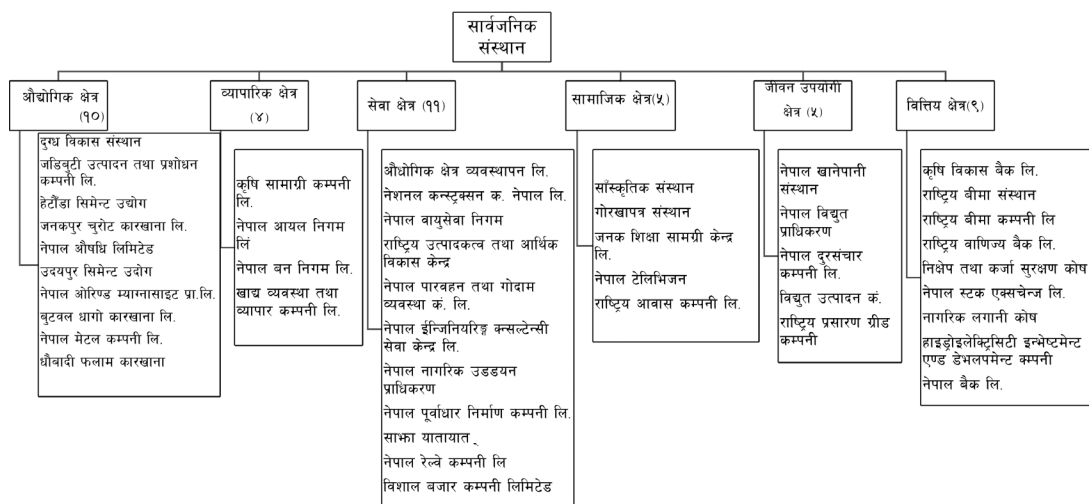 सार्वजनिक
संस्थान
औद्योगिक क्षेत्र
(१०)
दुग्ध विकास संस्थान
जडिबुटी उत्पादन तथा प्रशोधन
कम्पनी लि.
हेटौंडा सिमेन्ट उद्योग
जनकपुर चुरोट कारखाना लि.
नेपाल औषधि लिमिटेड
उदयपुर सिमेन्ट उदोग
नेपाल ओरिण्ड म्याग्नासाइट प्रा.लि.
बुटवल धागो कारखाना लि.
नेपाल मेटल कम्पनी लि.
धौबादी फलाम कारखाना
व्यापारिक क्षेत्र
(४)
कृषि सामाग्री कम्पनी
लि.
नेपाल आयल निगम
लिं
नेपाल बन निगम लि.
खाद्य व्यवस्था तथा
व्यापार कम्पनी लि.
सेवा क्षेत्र (११)
औधोगिक क्षेत्र व्यवस्थापन लि.
नेशनल कन्स्ट्रक्सन क. नेपाल लि.
नेपाल बायुसेवा निगम
राष्ट्रिय उत्पादकत्व तथा आर्थिक
विकास केन्द्र
नेपाल पारवहन तथा गोदाम
व्यवस्था कं. लि.
नेपाल ईन्जिनियरिङ्ग क्न्सल्टेन्सी
सेवा केन्द्र लि.
नेपाल नागरिक उडडयन
प्राधिकरण
नेपाल पूर्वाधार निर्माण कम्पनी लि.
साझा यातायात्
नेपाल रेल्वे कम्पनी लि
विशाल बजार कम्पनी लिमिटेड
सामाजिक क्षेत्र(५)
साँस्कृतिक संस्थान
गोरखापत्र संस्थान
जनक शिक्षा सामग्री केन्द्र
लि.
नेपाल टेलिभिजन
राष्ट्रिय आवास कम्पनी लि.
जीवन उपयोगी
क्षेत्र (५)
नेपाल खानेपानी
संस्थान
नेपाल विद्युत
प्राधिकरण
नेपाल दुरसंचार
कम्पनी लि.
विद्युत उत्पादन कं.
राष्ट्रिय प्रसारण ग्रीड
कम्पनी
वित्तिय क्षेत्र(९)
कृषि विकास बैक लि.
राष्ट्रिय बीमा संस्थान
राष्ट्रिय बीमा कम्पनी लि
राष्ट्रिय वाणिज्य बैक लि.
निक्षेप तथा कर्जा सुरक्षण कोष
नेपाल स्टक एक्सचेन्ज लि.
नागरिक लगानी कोष
हाइड्रोइलेक्ट्रिसिटी इन्भेष्टमेन्ट
एण्ड डेभलपमेन्ट क्म्पनी
नेपाल बैक लि.